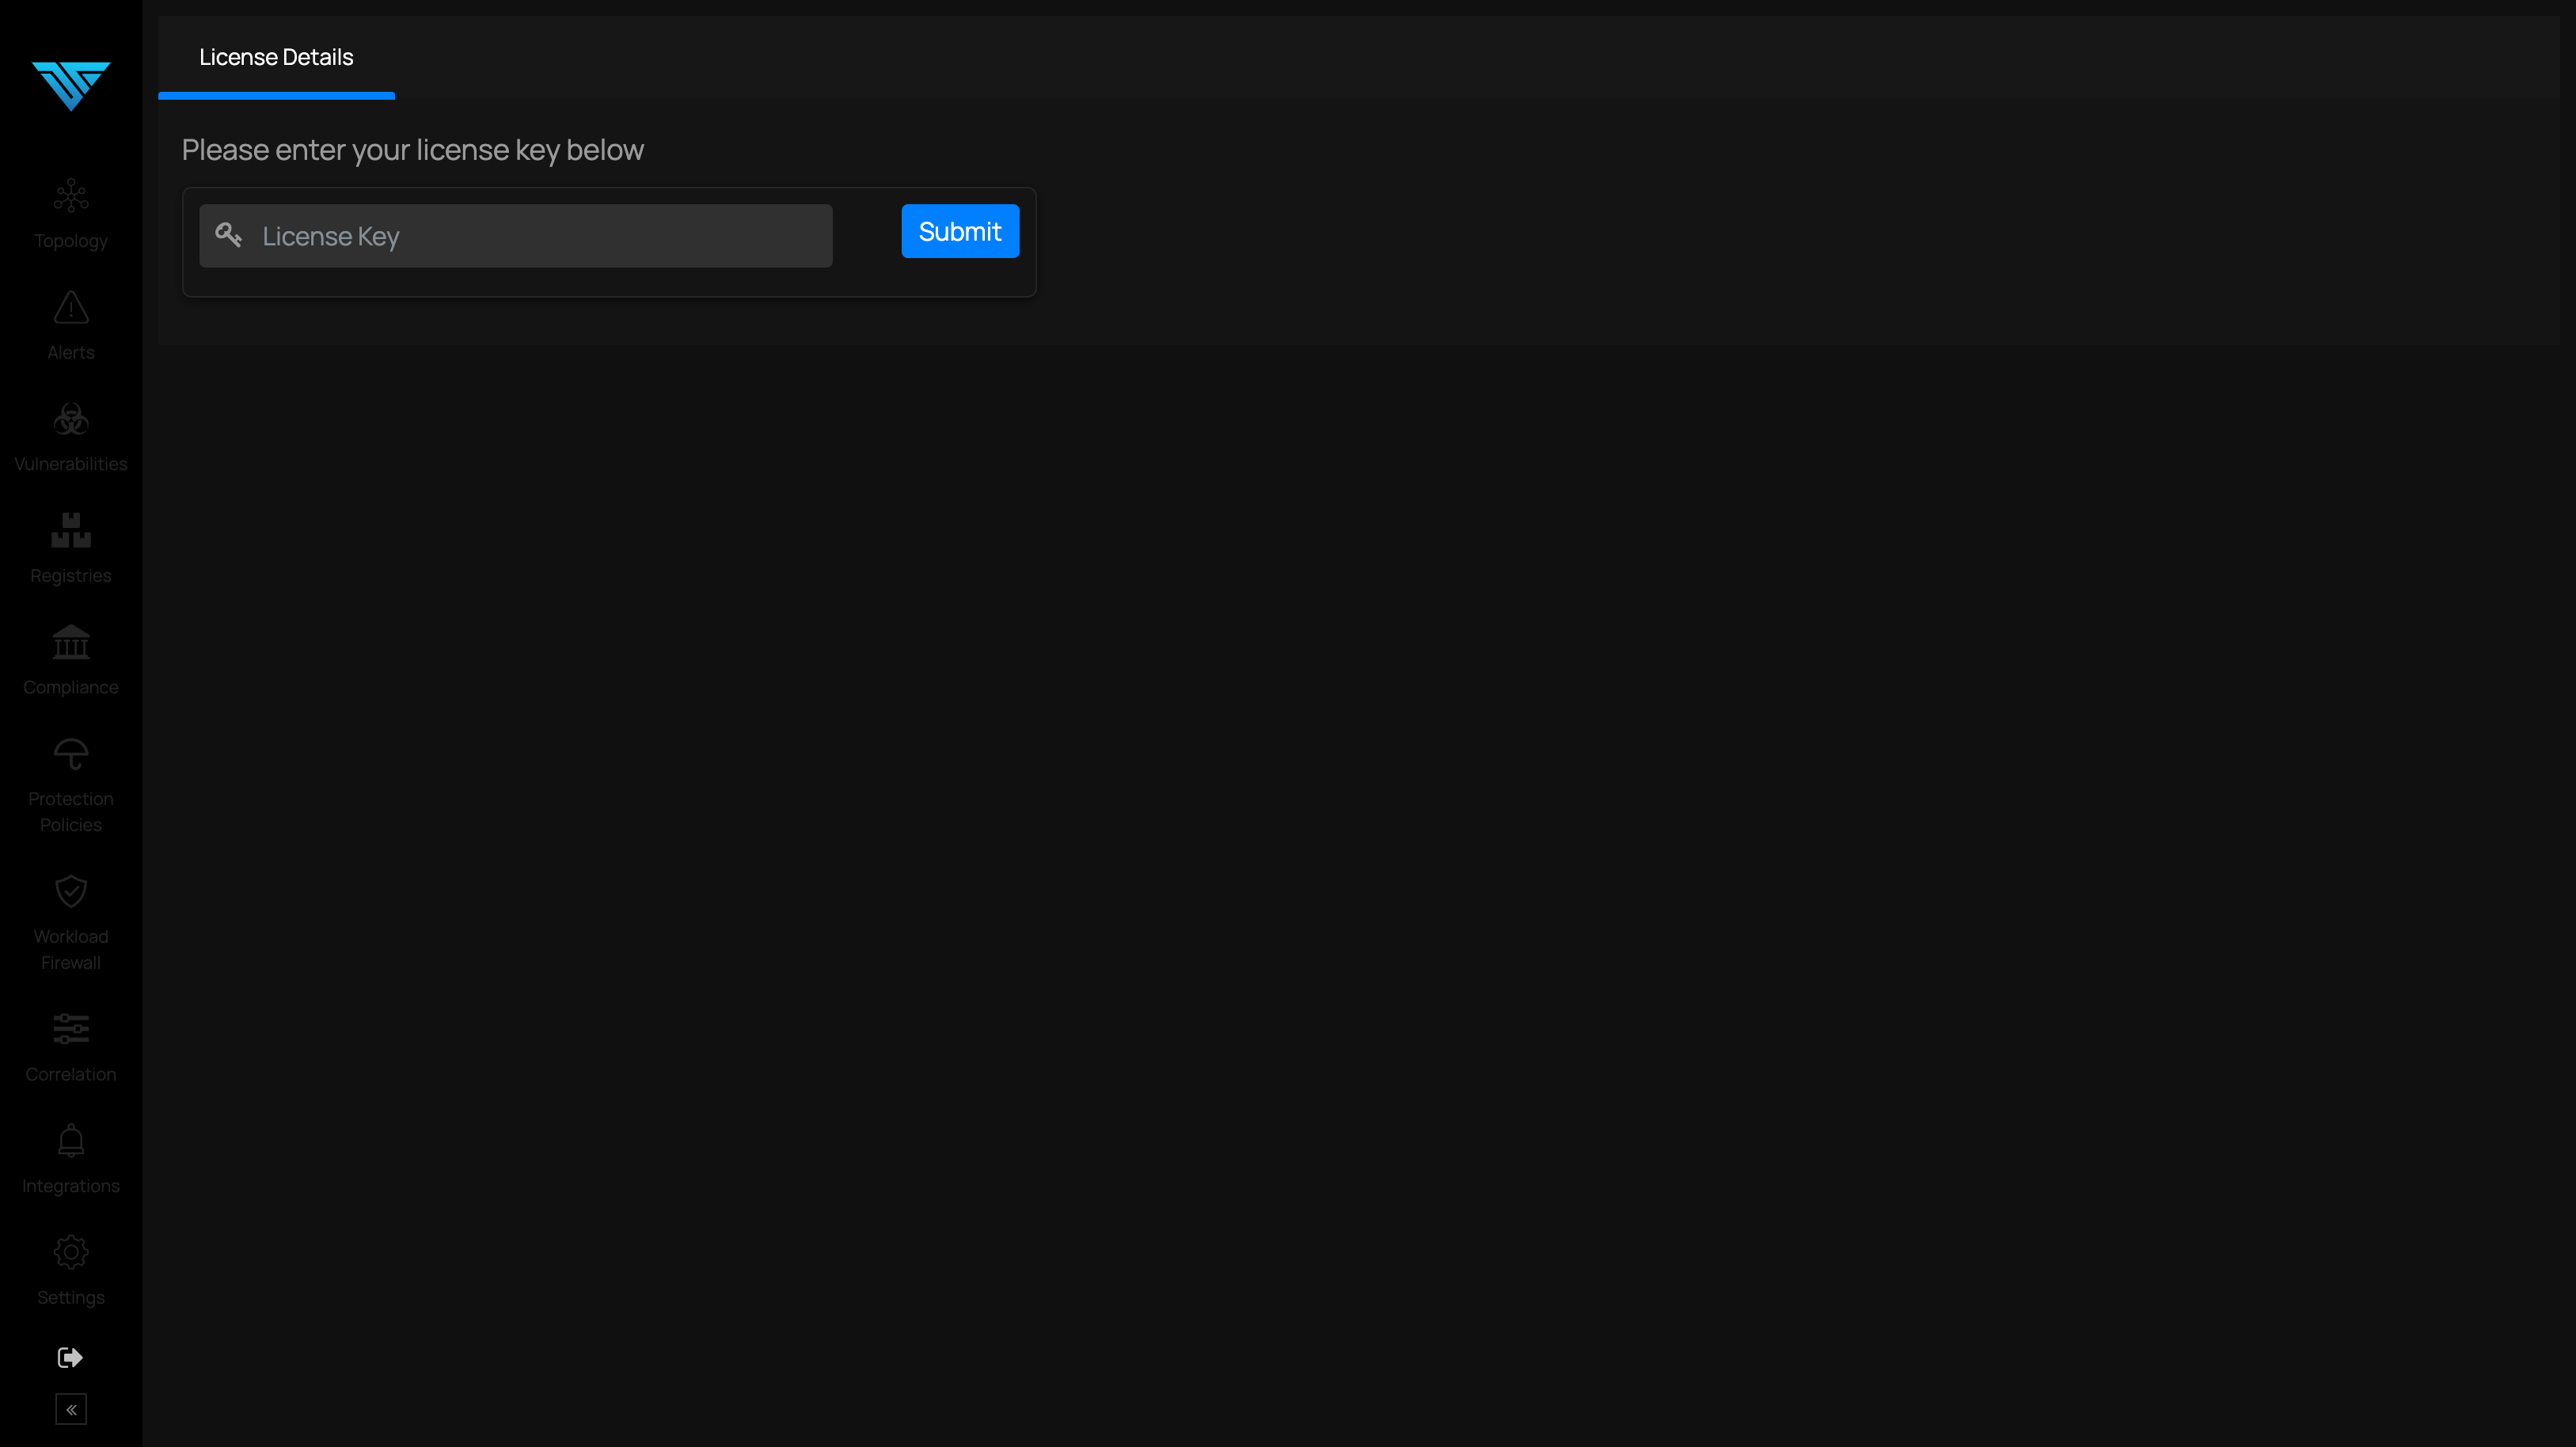 License Details
Please enter your license key below
License Key
Submit
Topology
Alerts
Vulnerabilities
Registries
Compliance
Protection
Policies
Workload
Firewall
Correlation
Integrations
Settings